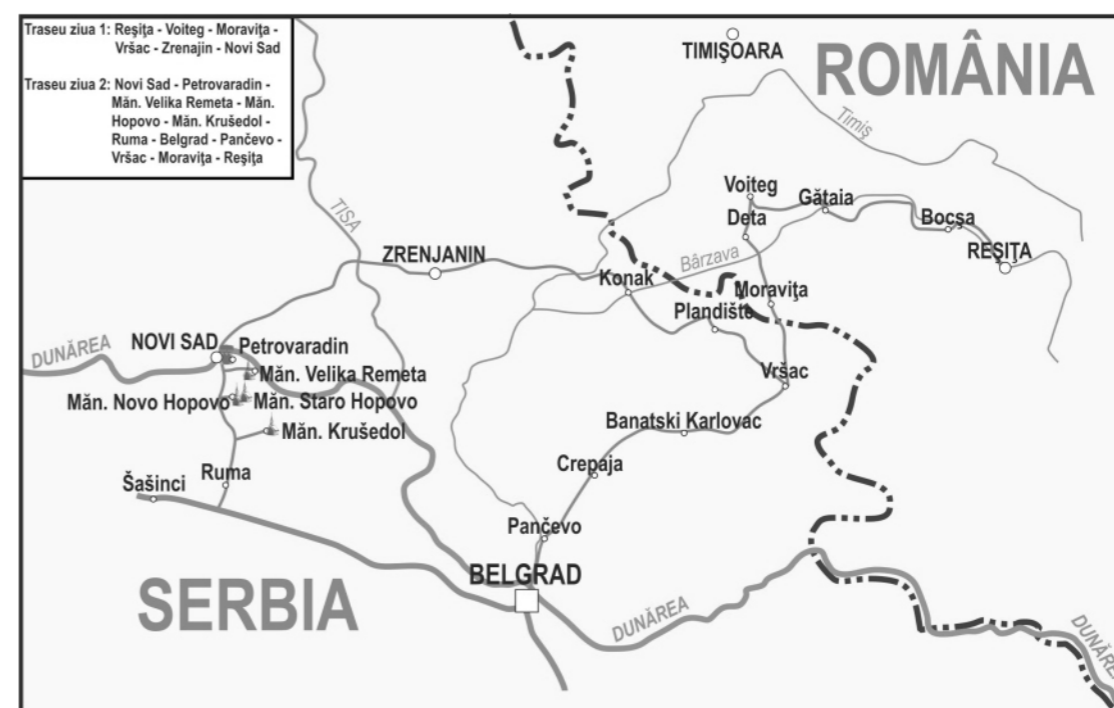 Traseu ziua 1: Reşiţa - Voiteg - Moraviţa -
Vršac - Zrenajin - Novi Sad
Traseu ziua 2: Novi Sad - Petrovaradin -
Măn. Velika Remeta - Măn.
Hopovo - Măn. Krušedol -
Ruma - Belgrad - Pančevo -
Vršac - Moraviţa - Reşiţa
TIMIŞOARA
ROMÂNIA
Timiş
Voiteg
Gătaia
Deta
Bocşa
REŞIŢA
TISA
ZRENJANIN
Bârzava
Konak
Moraviţa
Plandište
NOVI SAD
DUNĂREA
Petrovaradin
Măn. Velika Remeta
Vršac
Măn. Novo Hopovo
Măn. Staro Hopovo
Banatski Karlovac
Măn. Krušedol
Crepaja
Ruma
Šašinci
Pančevo
BELGRAD
SERBIA
DUNĂREA
DUNĂREA